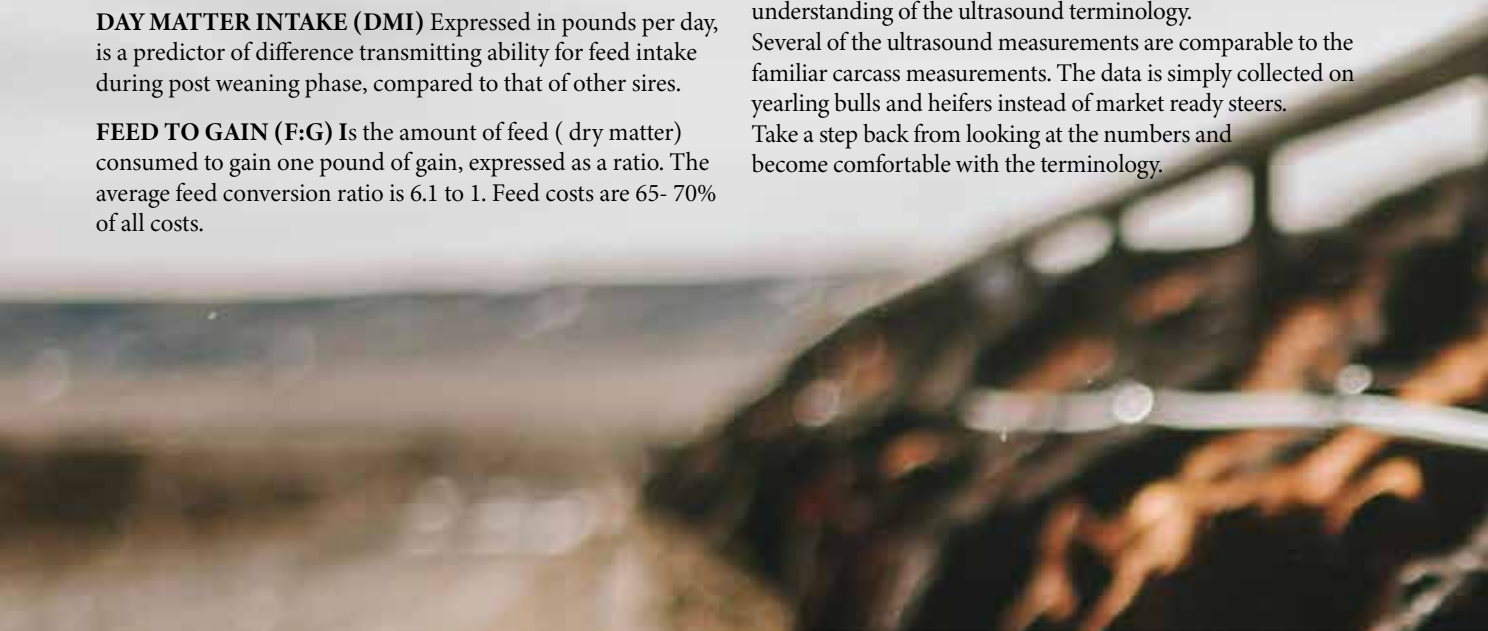 DAY MATTER INTAKE (DMI) Expressed in pounds per day,
is a predictor of difference transmitting ability for feed intake
during post weaning phase, compared to that of other sires.
FEED TO GAIN (F:G) Is the amount of feed ( dry matter)
consumed to gain one pound of gain, expressed as a ratio. The
average feed conversion ratio is 6.1 to 1. Feed costs are 65- 70%
of all costs.
understanding of the ultrasound terminology.
Several of the ultrasound measurements are comparable to the
familiar carcass measurements. The data is simply collected on
yearling bulls and heifers instead of market ready steers.
Take a step back from looking at the numbers and
become comfortable with the terminology.